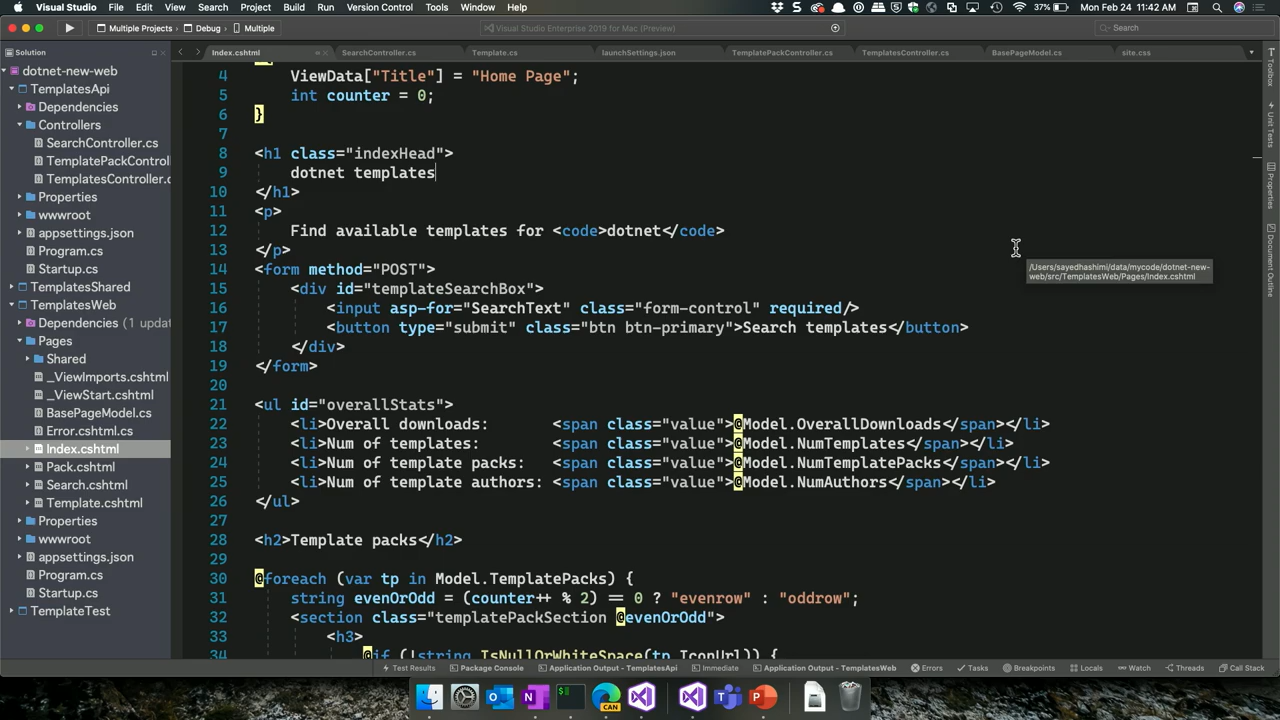 Visual Studio File Edit View Search Project Build Run Version Control Tools Window Help 37% Mon Feb 24 11:42 AM
Multiple Projects › Debug › Multiple Visual Studio Enterprise 2019 for Mac (Preview) Search
Solution
Index.cshtml SearchController.cs Template.cs launchSettings.json TemplatePackController.cs TemplatesController.cs BasePageModel.cs site.css
dotnet-new-web
TemplatesApi
Dependencies
Controllers
SearchController.cs
TemplatePackControl
TemplatesController.c
Properties
wwwroot
appsettings.json
Program.cs
Startup.cs
TemplatesShared
TemplatesWeb
Dependencies (1 updat
Pages
Shared
_ViewImports.cshtml
_ViewStart.cshtml
BasePageModel.cs
Error.cshtml.cs
Index.cshtml
Pack.cshtml
Search.cshtml
Template.cshtml
Properties
wwwroot
appsettings.json
Program.cs
Startup.cs
TemplateTest
4 ViewData["Title"] = "Home Page";
5 int counter = 0;
6 }
7
8 <h1 class="indexHead">
9 dotnet templates
10 </h1>
11 <p>
12 Find available templates for <code>dotnet</code>
13 </p>
14 <form method="POST">
15 <div id="templateSearchBox">
16 <input asp-for="SearchText" class="form-control" required/>
17 <button type="submit" class="btn btn-primary">Search templates</button>
18 </div>
19 </form>
20
21 <ul id="overallStats">
22 <li>Overall downloads: <span class="value">@Model.OverallDownloads</span></li>
23 <li>Num of templates: <span class="value">@Model.NumTemplates</span></li>
24 <li>Num of template packs: <span class="value">@Model.NumTemplatePacks</span></li>
25 <li>Num of template authors: <span class="value">@Model.NumAuthors</span></li>
26 </ul>
27
28 <h2>Template packs</h2>
29
30 @foreach (var tp in Model.TemplatePacks) {
31 string evenOrOdd = (counter++ % 2) == 0 ? "evenrow" : "oddrow";
32 <section class="templatePackSection @evenOrOdd">
33 <h3>
34 @if (!string.IsNullOrWhiteSpace(tp.IconUrl)) {
/Users/sayedhashimi/data/mycode/dotnet-new-
web/src/TemplatesWeb/Pages/Index.cshtml
Toolbox
Unit Tests
Properties
Document Outline
Test Results Package Console Application Output - TemplatesApi Immediate Application Output - TemplatesWeb Errors Tasks Breakpoints Locals Watch Threads Call Stack
CAN